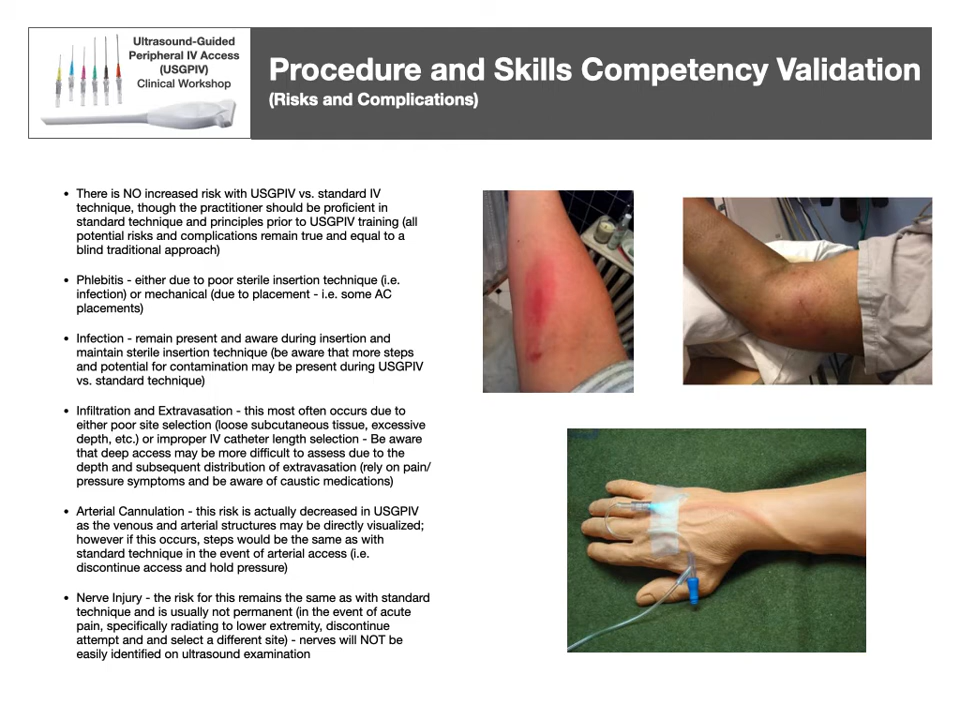 Ultrasound-Guided
Peripheral IV Access
(USGPIV)
Clinical Workshop
Procedure and Skills Competency Validation
(Risks and Complications)
• There is NO increased risk with USGPIV vs. standard IV
technique, though the practitioner should be proficient in
standard technique and principles prior to USGPIV training (all
potential risks and complications remain true and equal to a
blind traditional approach)
• Phlebitis - either due to poor sterile insertion technique (i.e.
infection) or mechanical (due to placement - i.e. some AC
placements)
• Infection - remain present and aware during insertion and
maintain sterile insertion technique (be aware that more steps
and potential for contamination may be present during USGPIV
vs. standard technique)
• Infiltration and Extravasation - this most often occurs due to
either poor site selection (loose subcutaneous tissue, excessive
depth, etc.) or improper IV catheter length selection - Be aware
that deep access may be more difficult to assess due to the
depth and subsequent distribution of extravasation (rely on pain/
pressure symptoms and be aware of caustic medications)
• Arterial Cannulation - this risk is actually decreased in USGPIV
as the venous and arterial structures may be directly visualized;
however if this occurs, steps would be the same as with
standard technique in the event of arterial access (i.e.
discontinue access and hold pressure)
• Nerve Injury - the risk for this remains the same as with standard
technique and is usually not permanent (in the event of acute
pain, specifically radiating to lower extremity, discontinue
attempt and and select a different site) - nerves will NOT be
easily identified on ultrasound examination